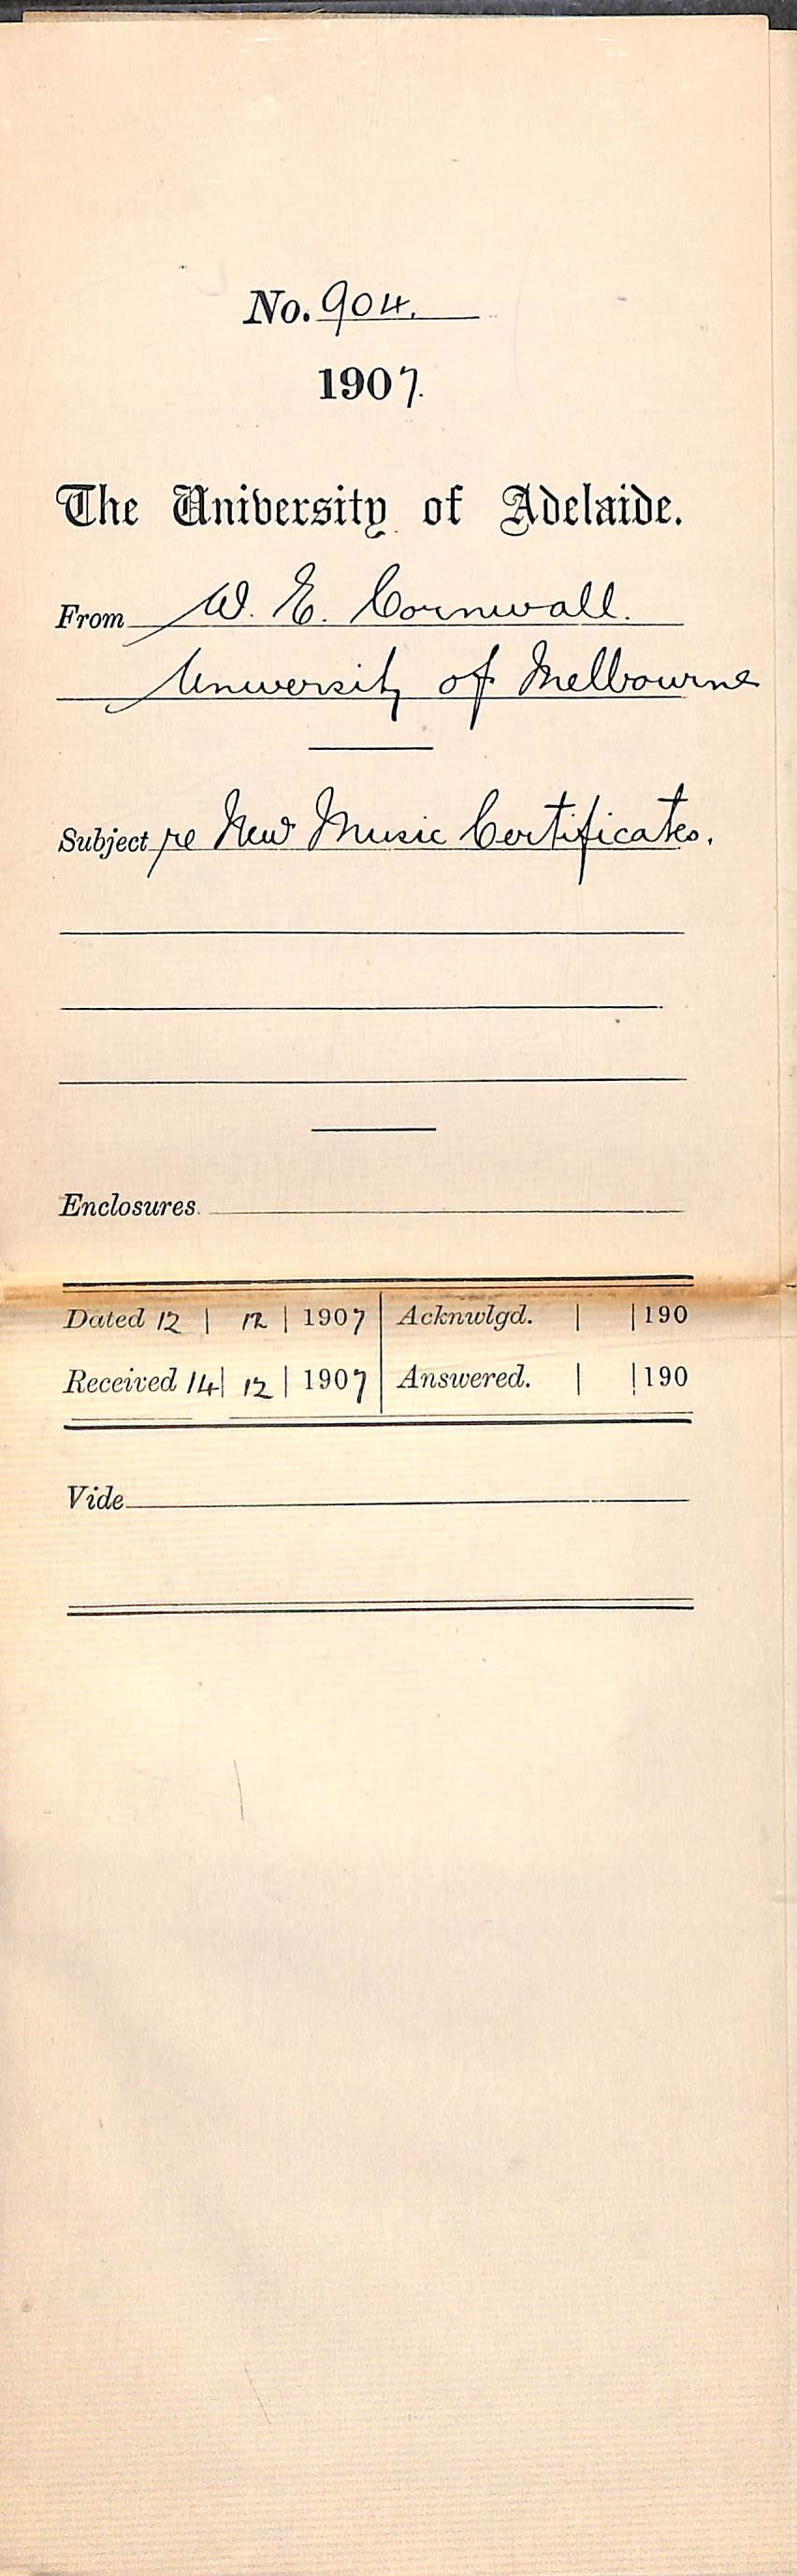 No. 904.
1907.
The University of Adelaide.
From W. E. Cornwall.
University of Melbourne
Subject re New Music Certificates.
Enclosures.
Dated 12 | 12 | 1907 Acknwlgd. | | 190
Received 14 | 12 | 1907 Answered. | | 190
Vide